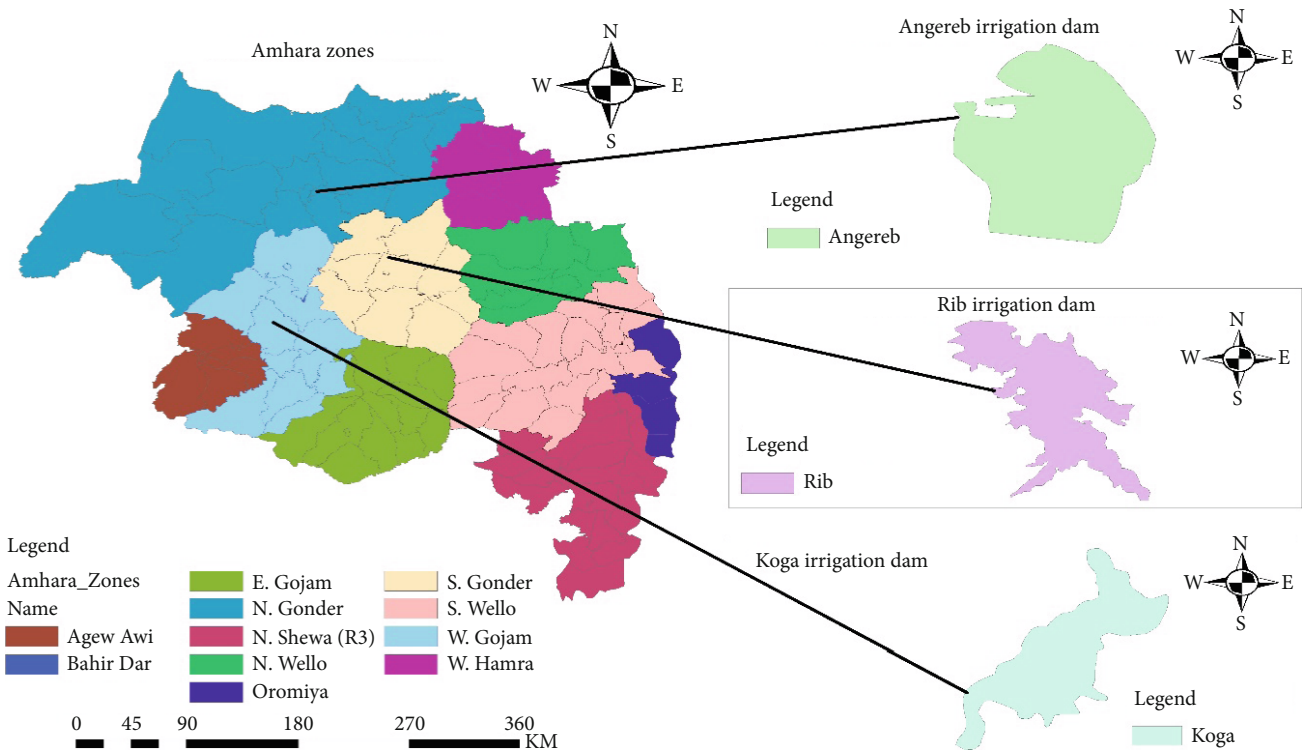 Amhara zones
N
W E
S
Angereb irrigation dam
N
W E
S
Legend
Angereb
Rib irrigation dam
N
W E
S
Legend
Rib
Koga irrigation dam
N
W E
S
Legend
Koga
Legend
Amhara_Zones
Name
Agew Awi
Bahir Dar
E. Gojam
N. Gonder
N. Shewa (R3)
N. Wello
Oromiya
S. Gonder
S. Wello
W. Gojam
W. Hamra
0 45 90 180 270 360
KM